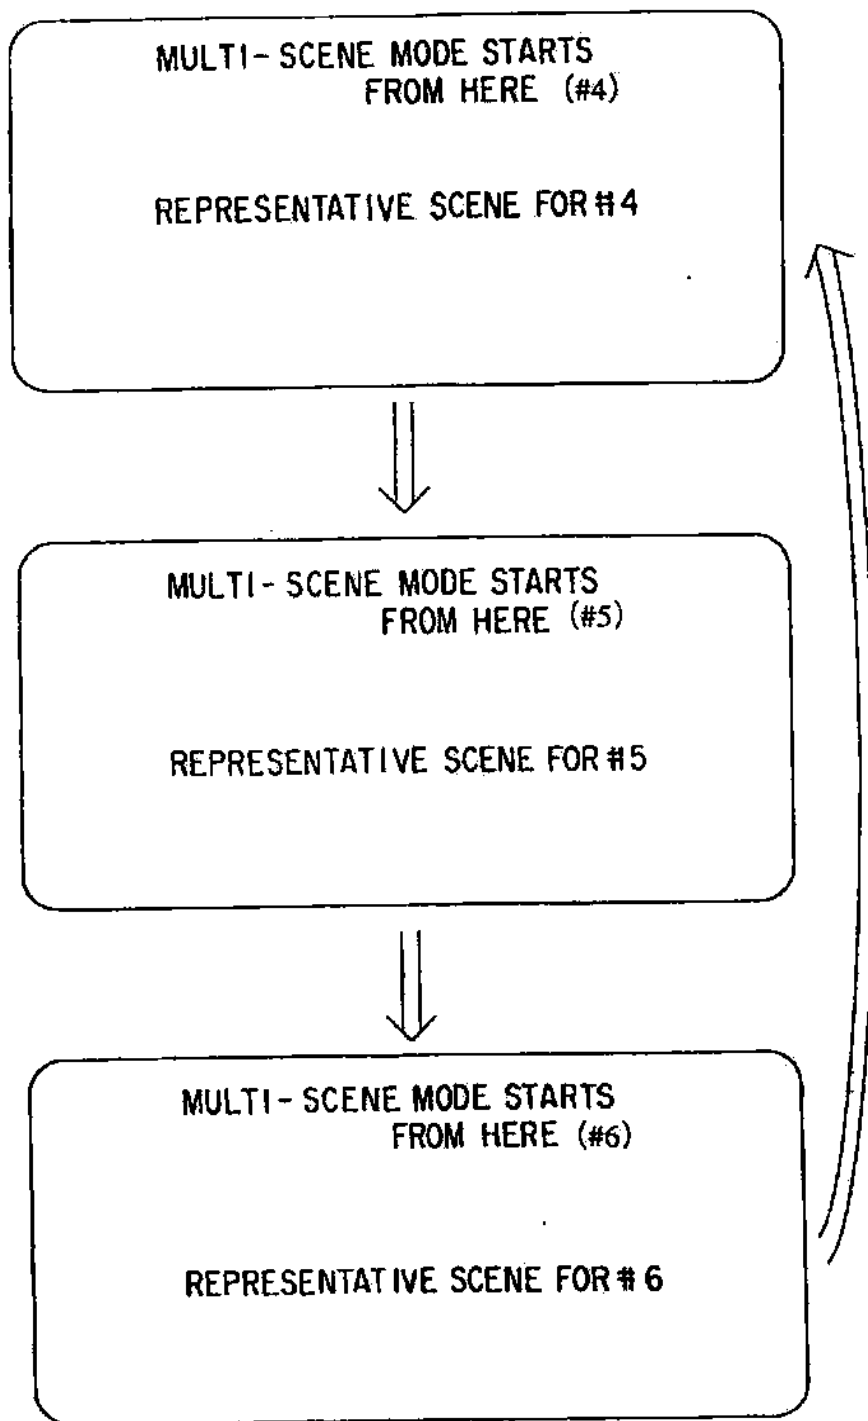 MULTI-SCENE MODE STARTS
FROM HERE (#4)
REPRESENTATIVE SCENE FOR #4
MULTI-SCENE MODE STARTS
FROM HERE (#5)
REPRESENTATIVE SCENE FOR #5
MULTI-SCENE MODE STARTS
FROM HERE (#6)
REPRESENTATIVE SCENE FOR #6